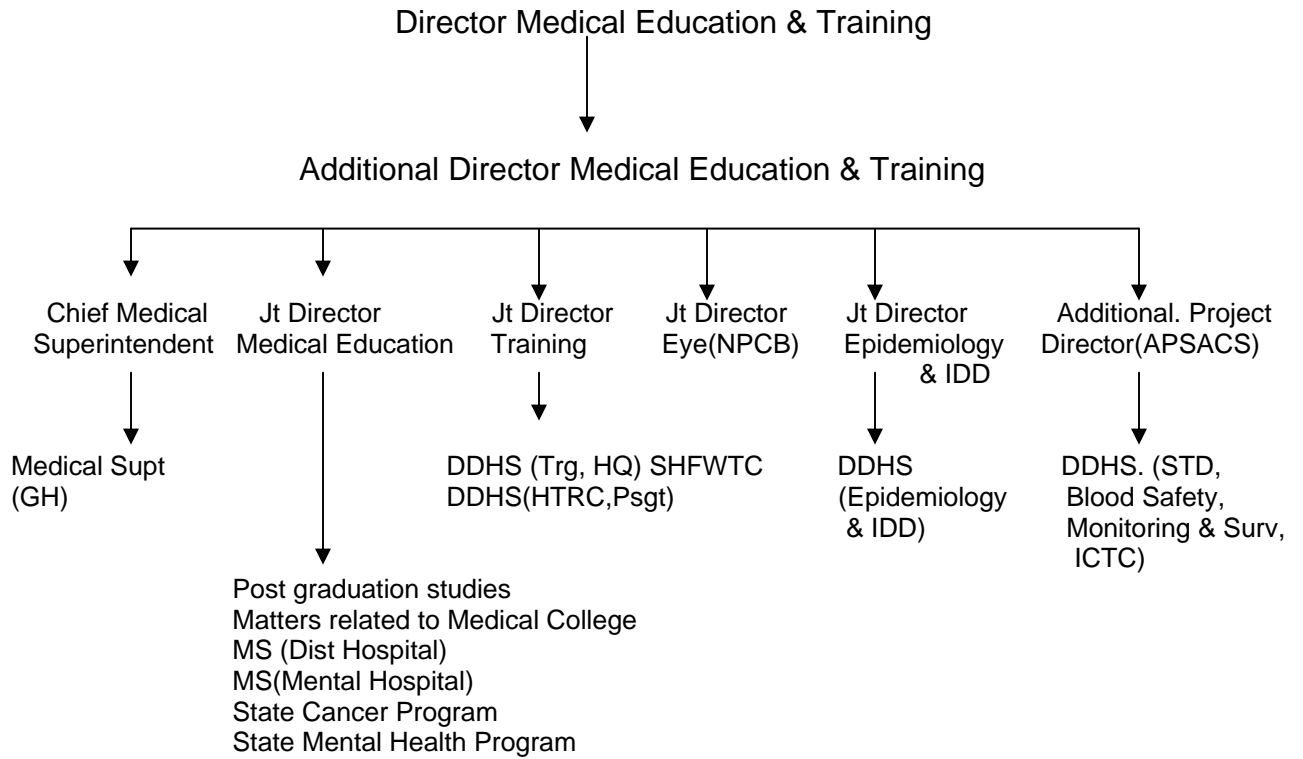 Director Medical Education & Training
Additional Director Medical Education & Training
Chief Medical
Superintendent
Jt Director
Medical Education
Jt Director
Training
Jt Director
Eye(NPCB)
Jt Director
Epidemiology
& IDD
Additional. Project
Director(APSACS)
Medical Supt
(GH)
DDHS (Trg, HQ) SHFWTC
DDHS(HTRC,Psgt)
DDHS
(Epidemiology
& IDD)
DDHS. (STD,
Blood Safety,
Monitoring & Surv,
ICTC)
Post graduation studies
Matters related to Medical College
MS (Dist Hospital)
MS(Mental Hospital)
State Cancer Program
State Mental Health Program